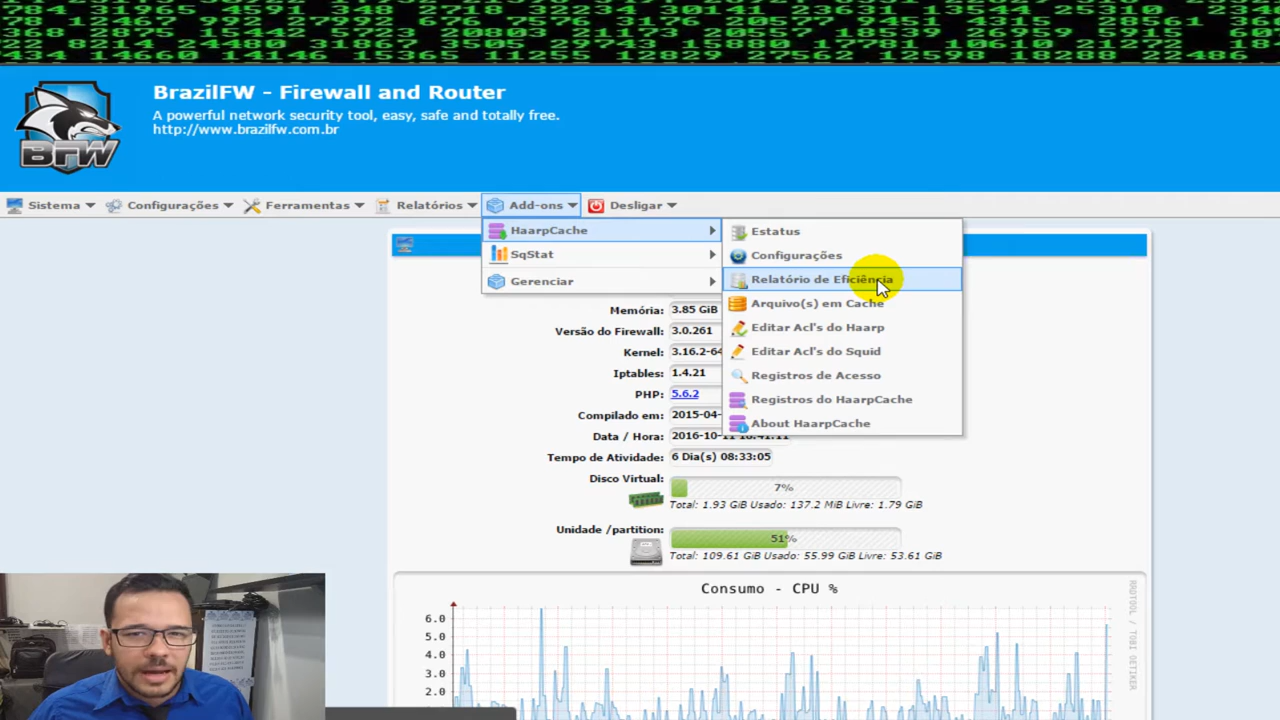 BrazilFW - Firewall and Router
A powerful network security tool, easy, safe and totally free.
http://www.brazilfw.com.br
BFW
Sistema Configurações Ferramentas Relatórios Add-ons Desligar
HaarpCache
SqStat
Gerenciar
Estatus
Configurações
Relatório de Eficiência
Arquivo(s) em Cache
Editar Acl's do Haarp
Editar Acl's do Squid
Registros de Acesso
Registros do HaarpCache
About HaarpCache
Memória: 3.85 GiB
Versão do Firewall: 3.0.261
Kernel: 3.16.2-64
Iptables: 1.4.21
PHP: 5.6.2
Compilado em: 2015-04-
Data / Hora: 2016-10-11
Tempo de Atividade: 6 Dia(s) 08:33:05
Disco Virtual: 7%
Total: 1.93 GiB Usado: 137.2 MiB Livre: 1.79 GiB
Unidade /partition: 51%
Total: 109.61 GiB Usado: 55.99 GiB Livre: 53.61 GiB
Consumo - CPU %
6.0
5.0
4.0
3.0
2.0
RRDTOOL / TOBI OETIKER